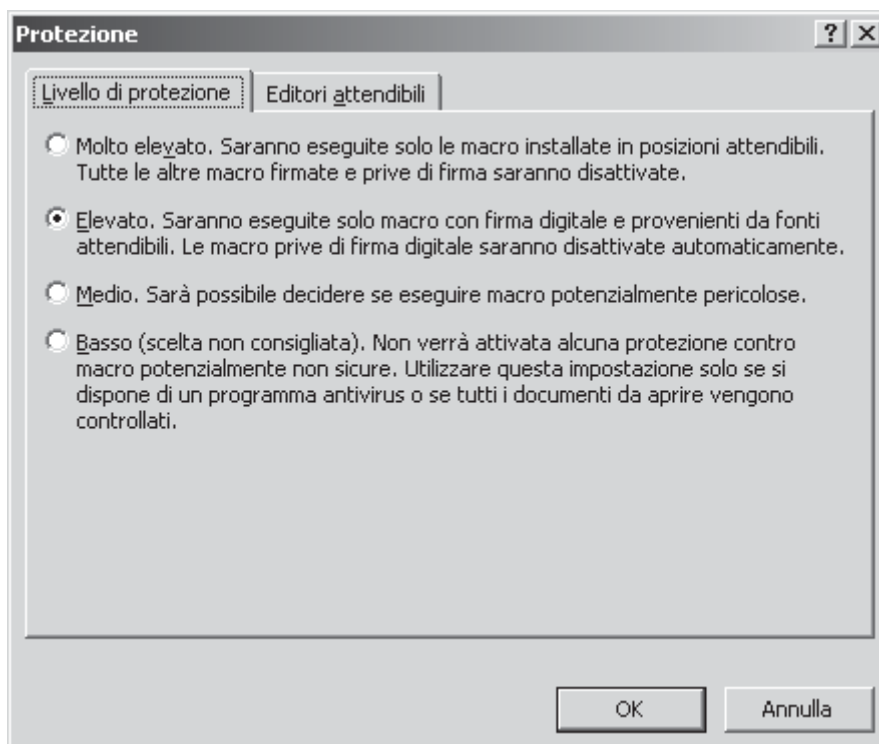 Protezione
Livello di protezione
Editori attendibili
Molto elevato. Saranno eseguite solo le macro installate in posizioni attendibili.
Tutte le altre macro firmate e prive di firma saranno disattivate.
Elevato. Saranno eseguite solo macro con firma digitale e provenienti da fonti
attendibili. Le macro prive di firma digitale saranno disattivate automaticamente.
Medio. Sarà possibile decidere se eseguire macro potenzialmente pericolose.
Basso (scelta non consigliata). Non verrà attivata alcuna protezione contro
macro potenzialmente non sicure. Utilizzare questa impostazione solo se si
dispone di un programma antivirus o se tutti i documenti da aprire vengono
controllati.
OK
Annulla